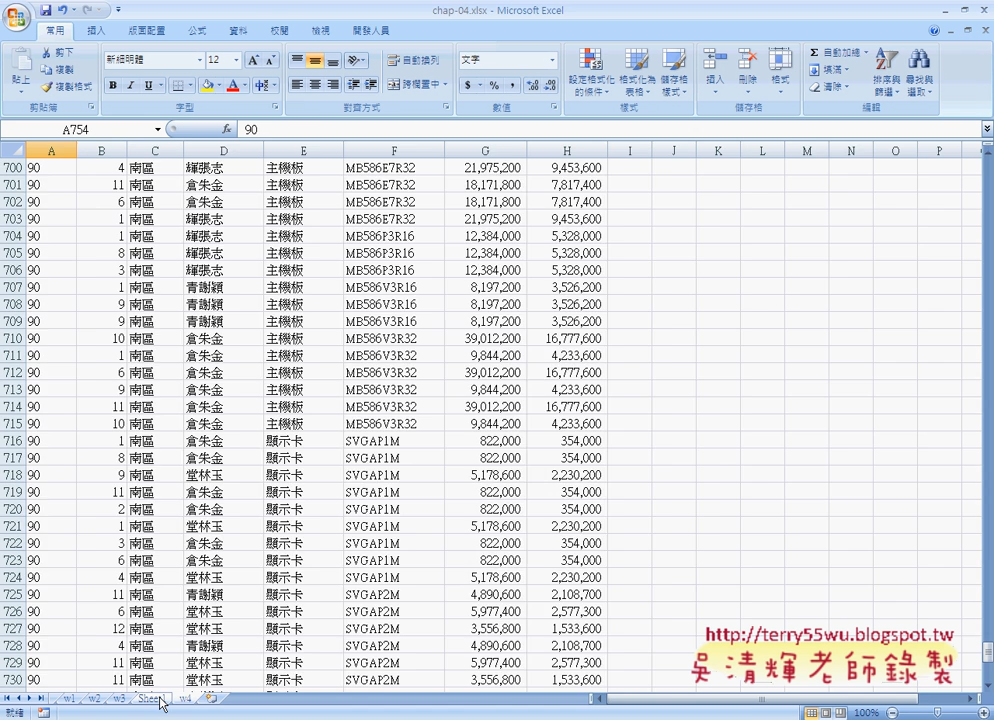 chap-04.xlsx - Microsoft Excel
常用 插入 版面配置 公式 資料 校閱 檢視 開發人員
貼上 剪下 複製 複製格式 剪貼簿
新細明體 12 字型
自動換列 跨欄置中 對齊方式
文字 數值
設定格式化的條件 格式化為表格 儲存格樣式 樣式
插入 刪除 格式 儲存格
自動加總 填滿 清除 排序與篩選 尋找與選取 編輯
A754 fx 90
A B C D E F G H I J K L M N O P
700 90 4 南區 輝張志 主機板 MB586E7R32 21,975,200 9,453,600
701 90 11 南區 倉朱金 主機板 MB586E7R32 18,171,800 7,817,400
702 90 6 南區 倉朱金 主機板 MB586E7R32 18,171,800 7,817,400
703 90 1 南區 輝張志 主機板 MB586E7R32 21,975,200 9,453,600
704 90 1 南區 輝張志 主機板 MB586P3R16 12,384,000 5,328,000
705 90 8 南區 輝張志 主機板 MB586P3R16 12,384,000 5,328,000
706 90 3 南區 輝張志 主機板 MB586P3R16 12,384,000 5,328,000
707 90 1 南區 青謝穎 主機板 MB586V3R16 8,197,200 3,526,200
708 90 9 南區 青謝穎 主機板 MB586V3R16 8,197,200 3,526,200
709 90 9 南區 青謝穎 主機板 MB586V3R16 8,197,200 3,526,200
710 90 10 南區 倉朱金 主機板 MB586V3R32 39,012,200 16,777,600
711 90 1 南區 倉朱金 主機板 MB586V3R32 9,844,200 4,233,600
712 90 6 南區 倉朱金 主機板 MB586V3R32 39,012,200 16,777,600
713 90 9 南區 倉朱金 主機板 MB586V3R32 9,844,200 4,233,600
714 90 11 南區 倉朱金 主機板 MB586V3R32 39,012,200 16,777,600
715 90 10 南區 倉朱金 主機板 MB586V3R32 9,844,200 4,233,600
716 90 1 南區 倉朱金 顯示卡 SVGAP1M 822,000 354,000
717 90 8 南區 倉朱金 顯示卡 SVGAP1M 822,000 354,000
718 90 9 南區 堂林玉 顯示卡 SVGAP1M 5,178,600 2,230,200
719 90 11 南區 倉朱金 顯示卡 SVGAP1M 822,000 354,000
720 90 2 南區 倉朱金 顯示卡 SVGAP1M 822,000 354,000
721 90 1 南區 堂林玉 顯示卡 SVGAP1M 5,178,600 2,230,200
722 90 3 南區 倉朱金 顯示卡 SVGAP1M 822,000 354,000
723 90 6 南區 倉朱金 顯示卡 SVGAP1M 822,000 354,000
724 90 4 南區 堂林玉 顯示卡 SVGAP1M 5,178,600 2,230,200
725 90 11 南區 青謝穎 顯示卡 SVGAP2M 4,890,600 2,108,700
726 90 6 南區 堂林玉 顯示卡 SVGAP2M 5,977,400 2,577,300
727 90 12 南區 堂林玉 顯示卡 SVGAP2M 3,556,800 1,533,600
728 90 4 南區 青謝穎 顯示卡 SVGAP2M 4,890,600 2,108,700
729 90 11 南區 堂林玉 顯示卡 SVGAP2M 5,977,400 2,577,300
730 90 11 南區 堂林玉 顯示卡 SVGAP2M 3,556,800 1,533,600
http://terry55wu.blogspot.tw
吳清輝老師錄製
w1 w2 w3 w4
就緒 100%